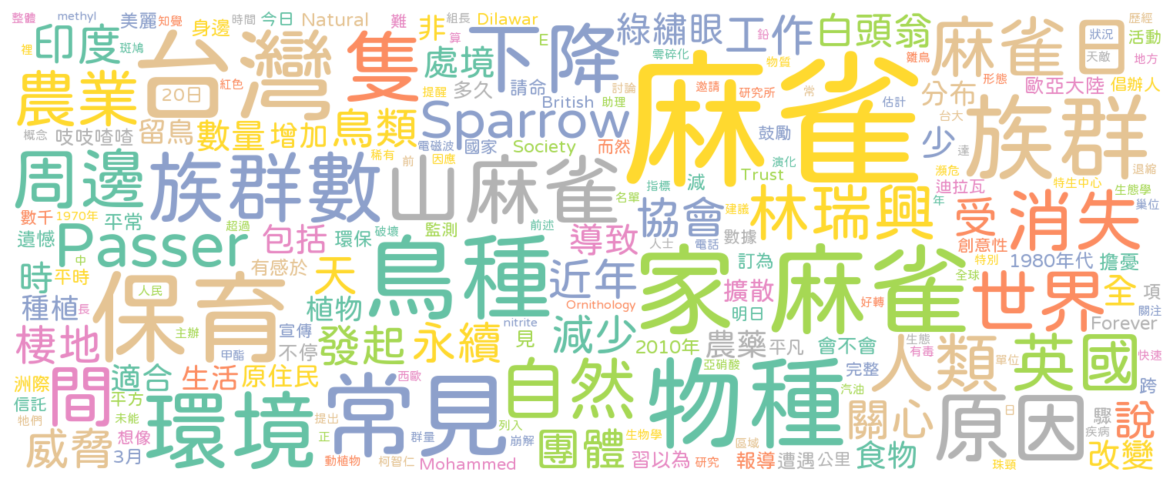 整體 methyl 美麗 知覺 時間 組長
印度 斑鳩 身邊 今日 Natural 難 非 Dilawar E 綠繡眼 工作 白頭翁 麻雀日 狀況 歷經 活動
裡 台灣 隻 算 下降 零碎化 鉛 雛鳥 天敵 地方
農業 20日 紅色 處境 請命 物質 麻雀 邀請 研究所 常 估計 形態 歐亞大陸 倡辦人
提醒 多久 British 助理 討論 分布 台大 族群
概念 吱吱喳喳 留鳥 數量 增加 鳥類 電磁波 Sparrow 國家 Society 而然 鼓勵 演化 少 達 瀕危 退縮
周邊 族群數 稀有 前 因應 山麻雀 名單 指標 減 Trust 建議 迪拉瓦 特生中心 生態學 年 巢位
數千 1970年 平常 超過 破壞 監測 前述 協會 林瑞興 受 消失
遺憾 Passer 包括 環保 鳥種 導致 人士 電話 數據 創意性
時 平時 中 有感於 天 近年 擴散 訂為 家麻雀 特別 1980年代 擔憂
種植 長 人民 保育 植物 Ornithology 明日 好轉 全球 世界 全 項
棲地 主辦 宣傳 發起 永續 nitrite 見 減少 2010年 農藥 平凡 會不會 完整 Forever 關注
洲際 間 適合 甲酯 不停 生活 原住民 西歐 常見 自然 亞硝酸 物種 汽油 人類 生態 有毒 單位 英國 快速 跨
信託 平方 環境 未能 提出 列入 關心 原因 日 驟 說
牠們 威脅 想像 3月 正 群量 崩解 生物學 團體 區域 疾病 改變
動植物 柯智仁 Mohammed 習以為 研究 報導 遭遇 公里 食物 珠頸